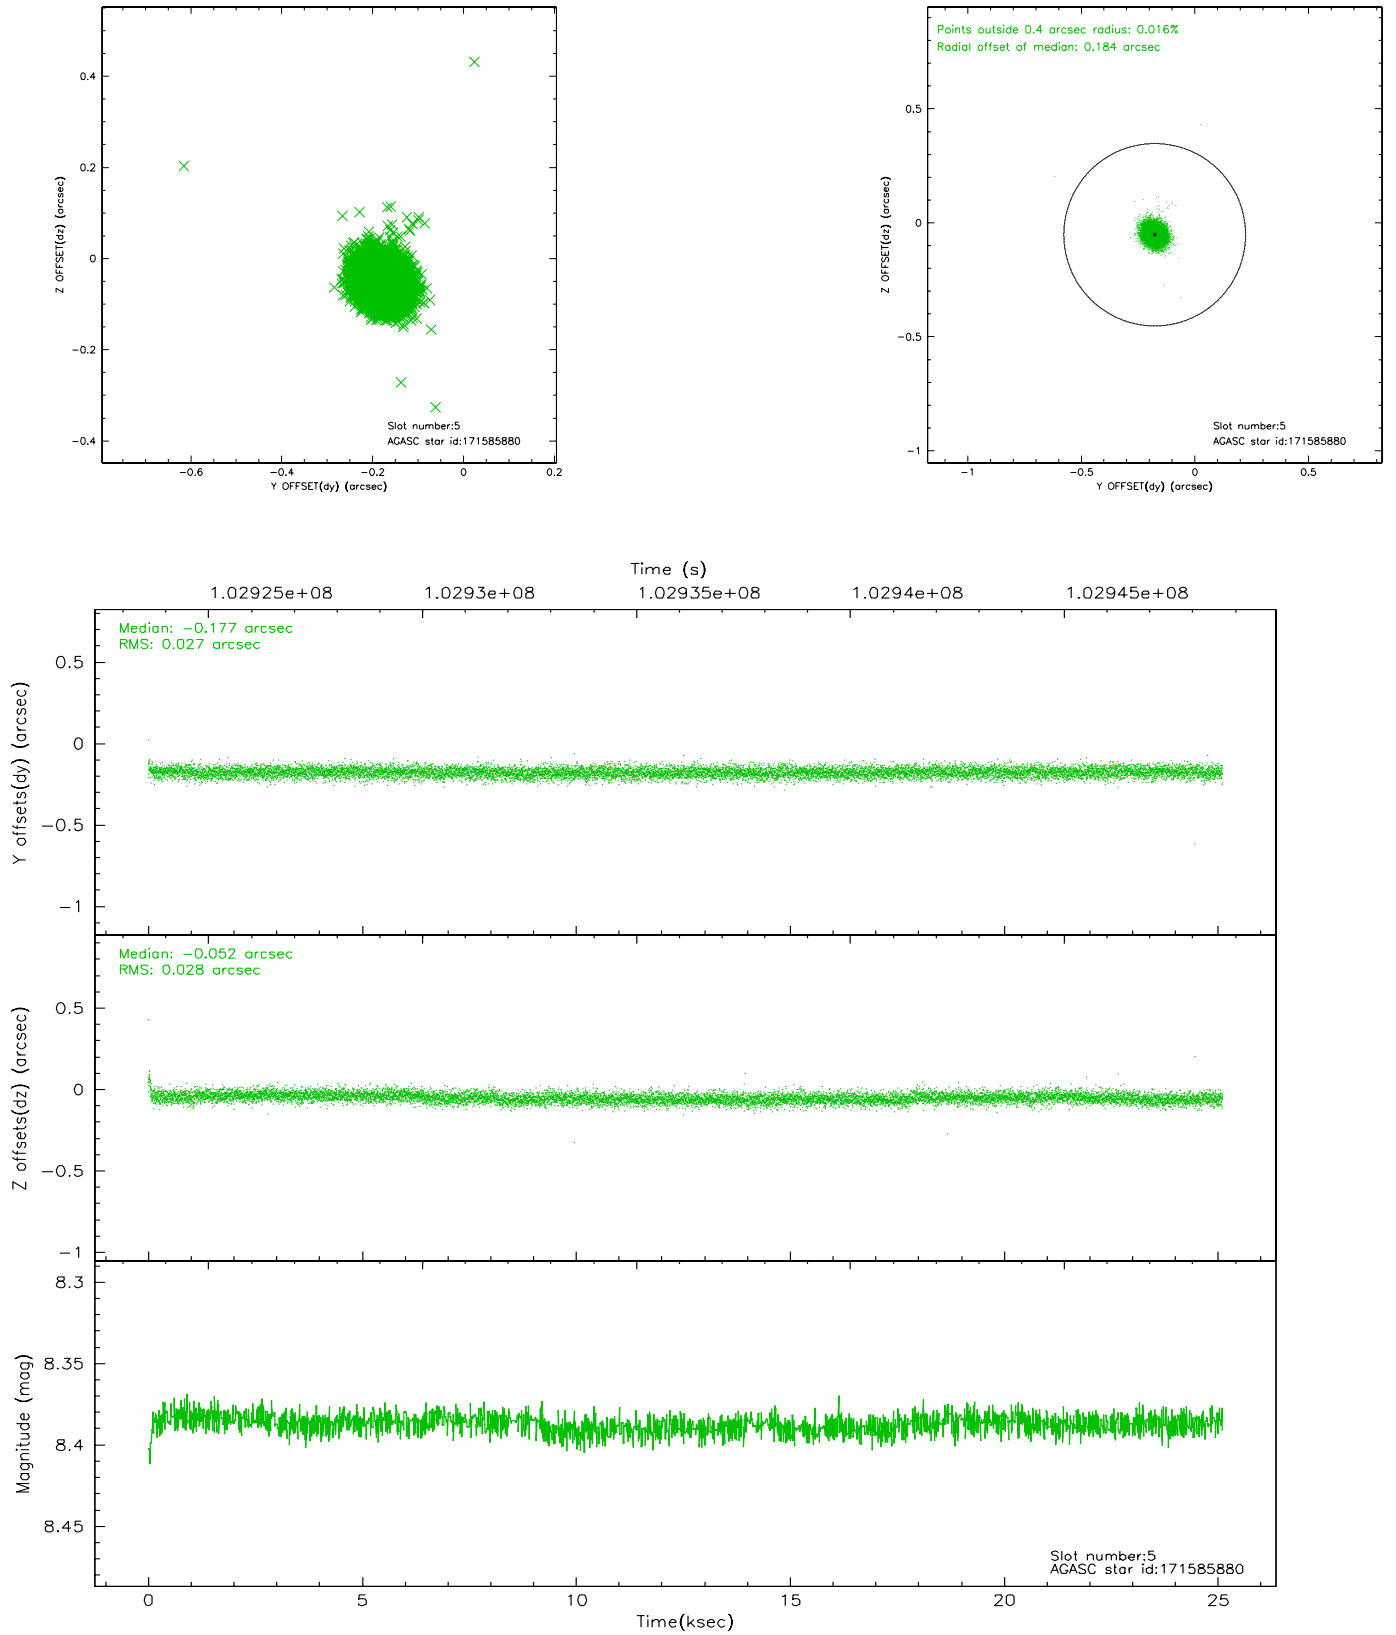 0.4
0.2
0
−0.2
−0.4
Z OFFSET(dz) (arcsec)
Slot number:5
AGASC star id:171585880
−0.6 −0.4 −0.2 0 0.2
Y OFFSET(dy) (arcsec)
Points outside 0.4 arcsec radius: 0.016%
Radial offset of median: 0.184 arcsec
0.5
0
−0.5
−1
Z OFFSET(dz) (arcsec)
Slot number:5
AGASC star id:171585880
−1 −0.5 0 0.5
Y OFFSET(dy) (arcsec)
Time (s)
1.02925e+08 1.0293e+08 1.02935e+08 1.0294e+08 1.02945e+08
Median: −0.177 arcsec
RMS: 0.027 arcsec
0.5
0
−0.5
−1
Y offsets(dy) (arcsec)
Median: −0.052 arcsec
RMS: 0.028 arcsec
0.5
0
−0.5
−1
Z offsets(dz) (arcsec)
8.3
8.35
8.4
8.45
Magnitude (mag)
Slot number:5
AGASC star id:171585880
0 5 10 15 20 25
Time(ksec)